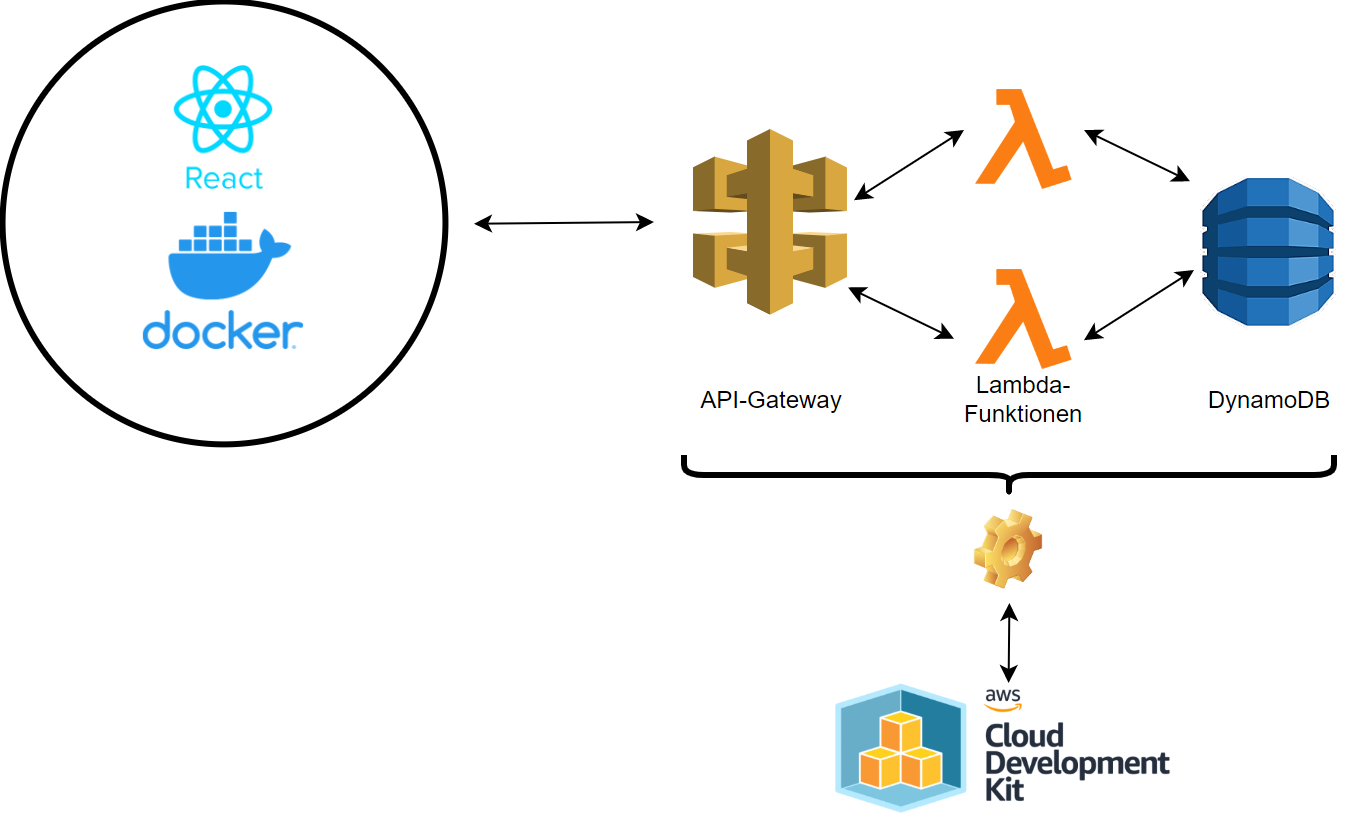 React
docker
API-Gateway
Lambda-
Funktionen
DynamoDB
aws
Cloud
Development
Kit